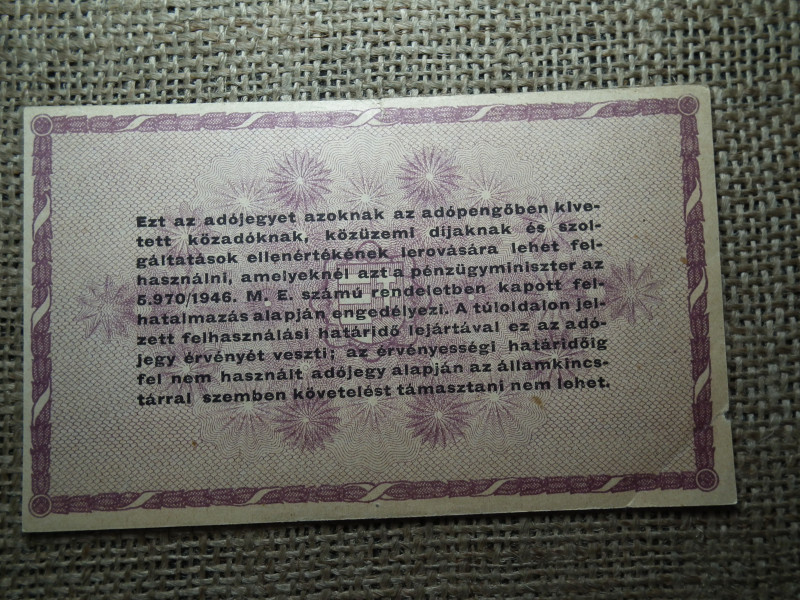 Ezt az adójegyet azoknak az adópengőben kive-
tett közadóknak, közüzemi díjaknak és szol-
gáltatások ellenértékének lerovására lehet fel-
használni, amelyeknél azt a pénzügyminiszter az
5.970/1946. M. E. számú rendeletben kapott fel-
hatalmazás alapján engedélyezi. A túloldalon jel-
zett felhasználási határidő lejártával ez az adó-
jegy érvényét veszti; az érvényességi határidőig
fel nem használt adójegy alapján az államkincs-
tárral szemben követelést támasztani nem lehet.